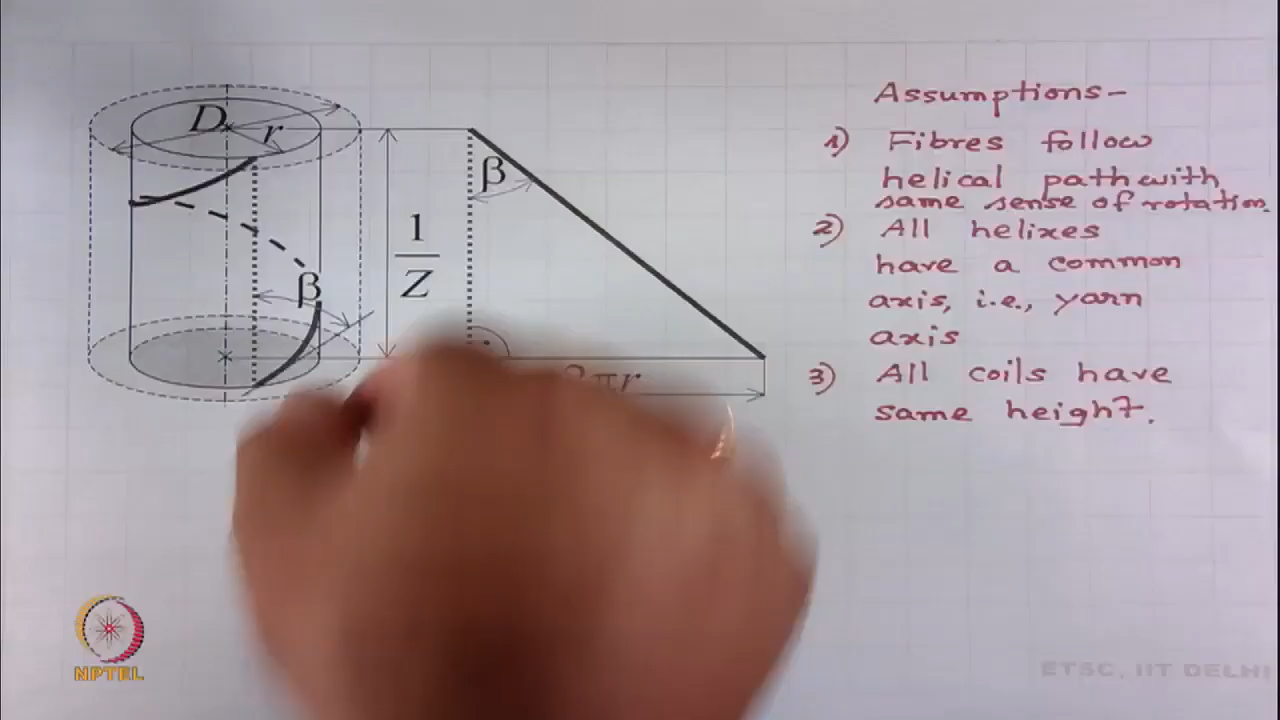 D
r
β
1
Z
β
2πr
Assumptions-
1) Fibres follow
helical path with
same sense of rotation.
2) All helixes
have a common
axis, i.e., yarn
axis
3) All coils have
same height.
NPTEL
ETSC, IIT DELHI